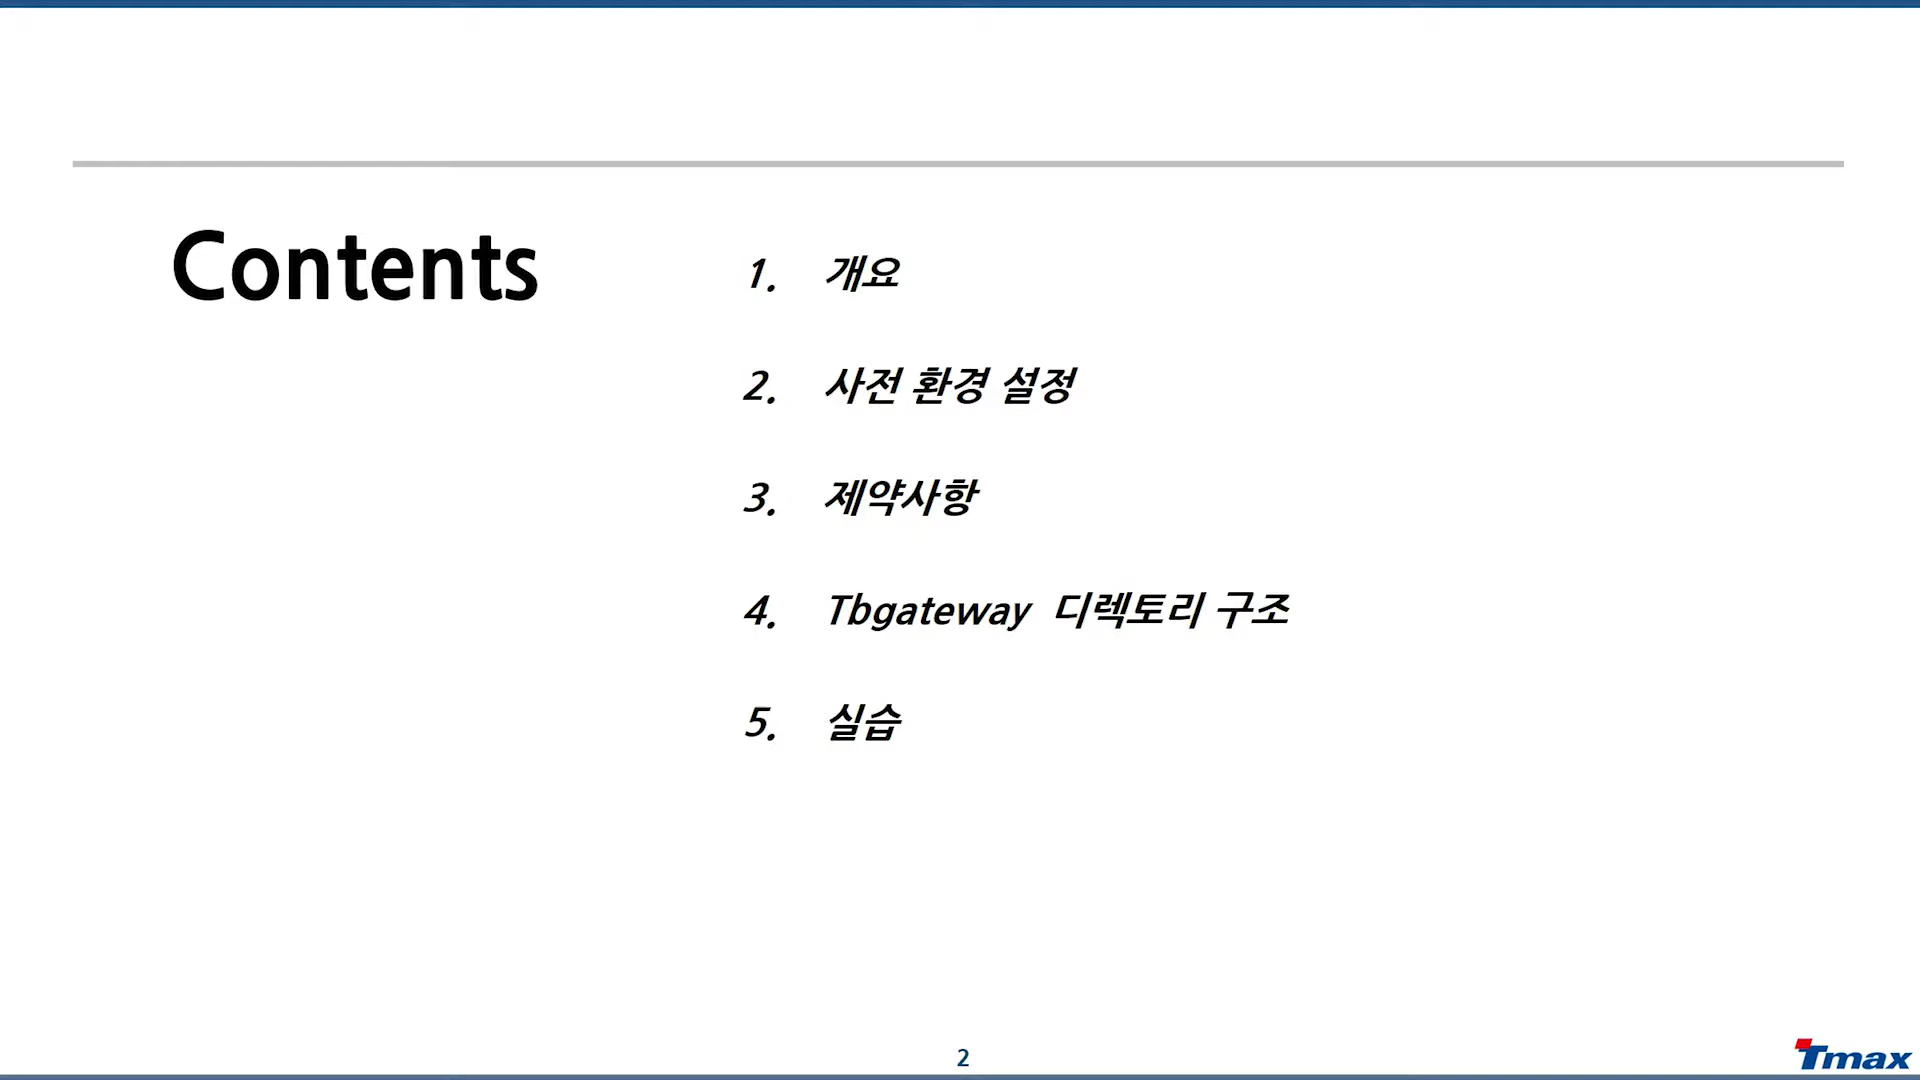 Contents
1. 개요
2. 사전 환경 설정
3. 제약사항
4. Tbgateway 디렉토리 구조
5. 실습
2
Tmax